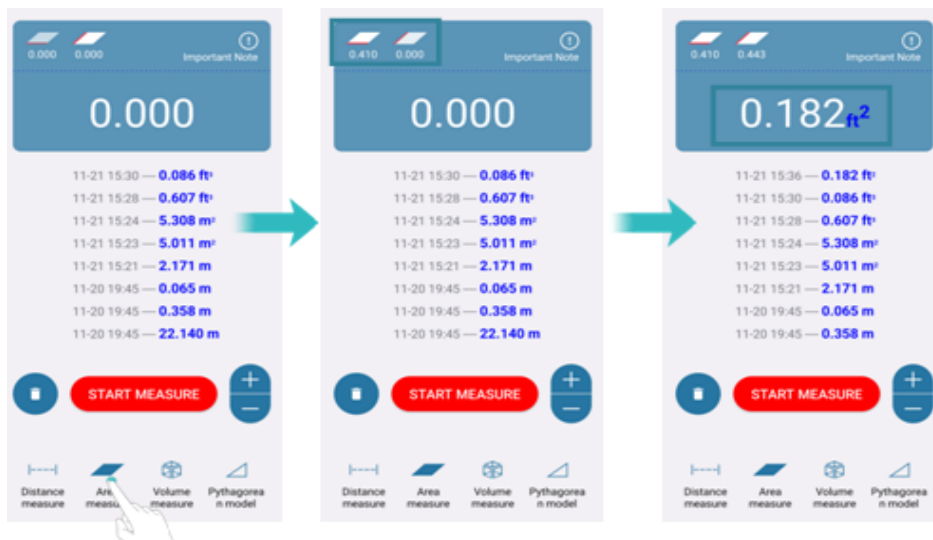 0.000 0.000
Important Note
0.000
11-21 15:30 — 0.086 ft³
11-21 15:28 — 0.607 ft³
11-21 15:24 — 5.308 m²
11-21 15:23 — 5.011 m²
11-21 15:21 — 2.171 m
11-20 19:45 — 0.065 m
11-20 19:45 — 0.358 m
11-20 19:45 — 22.140 m
START MEASURE
Distance measure
Area measure
Volume measure
Pythagorea n model
0.410 0.000
Important Note
0.000
11-21 15:30 — 0.086 ft³
11-21 15:28 — 0.607 ft³
11-21 15:24 — 5.308 m²
11-21 15:23 — 5.011 m²
11-21 15:21 — 2.171 m
11-20 19:45 — 0.065 m
11-20 19:45 — 0.358 m
11-20 19:45 — 22.140 m
START MEASURE
Distance measure
Area measure
Volume measure
Pythagorea n model
0.410 0.443
Important Note
0.182 ft²
11-21 15:36 — 0.182 ft²
11-21 15:30 — 0.086 ft³
11-21 15:28 — 0.607 ft³
11-21 15:24 — 5.308 m²
11-21 15:23 — 5.011 m²
11-21 15:21 — 2.171 m
11-20 19:45 — 0.065 m
11-20 19:45 — 0.358 m
START MEASURE
Distance measure
Area measure
Volume measure
Pythagorea n model